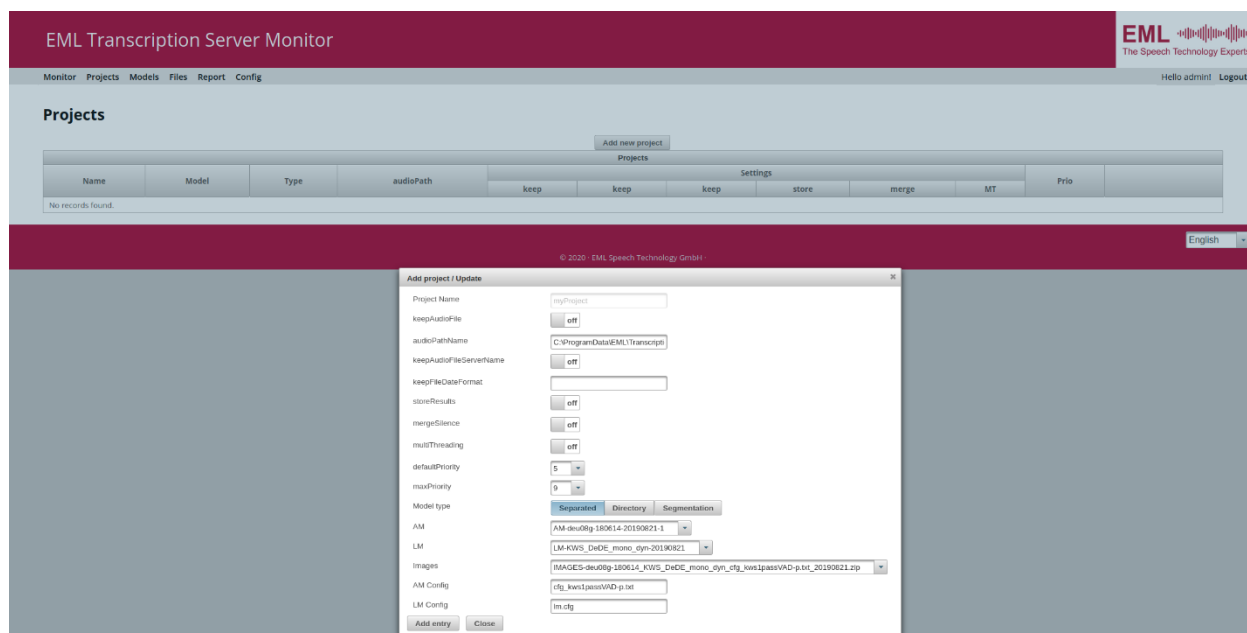 EML Transcription Server Monitor
EML
The Speech Technology Experts
Monitor Projects Models Files Report Config
Hello admin! Logout
Projects
Add new project
Projects
Name Model Type audioPath Settings Prio
keep keep keep store merge MT
No records found.
English
© 2020 - EML Speech Technology GmbH -
Add project / Update
Project Name myProject
keepAudioFile off
audioPathName C:\ProgramData\EML\Transcripti
keepAudioFileServerName off
keepFileDateFormat
storeResults off
mergeSilence off
multiThreading off
defaultPriority 5
maxPriority 9
Model type Separated Directory Segmentation
AM AM-deu08g-180614-20190821-1
LM LM-KWS_DeDE_mono_dyn-20190821
Images IMAGES-deu08g-180614_KWS_DeDE_mono_dyn_cfg_kws1passVAD-p.txt_20190821.zip
AM Config cfg_kws1passVAD-p.txt
LM Config lm.cfg
Add entry Close